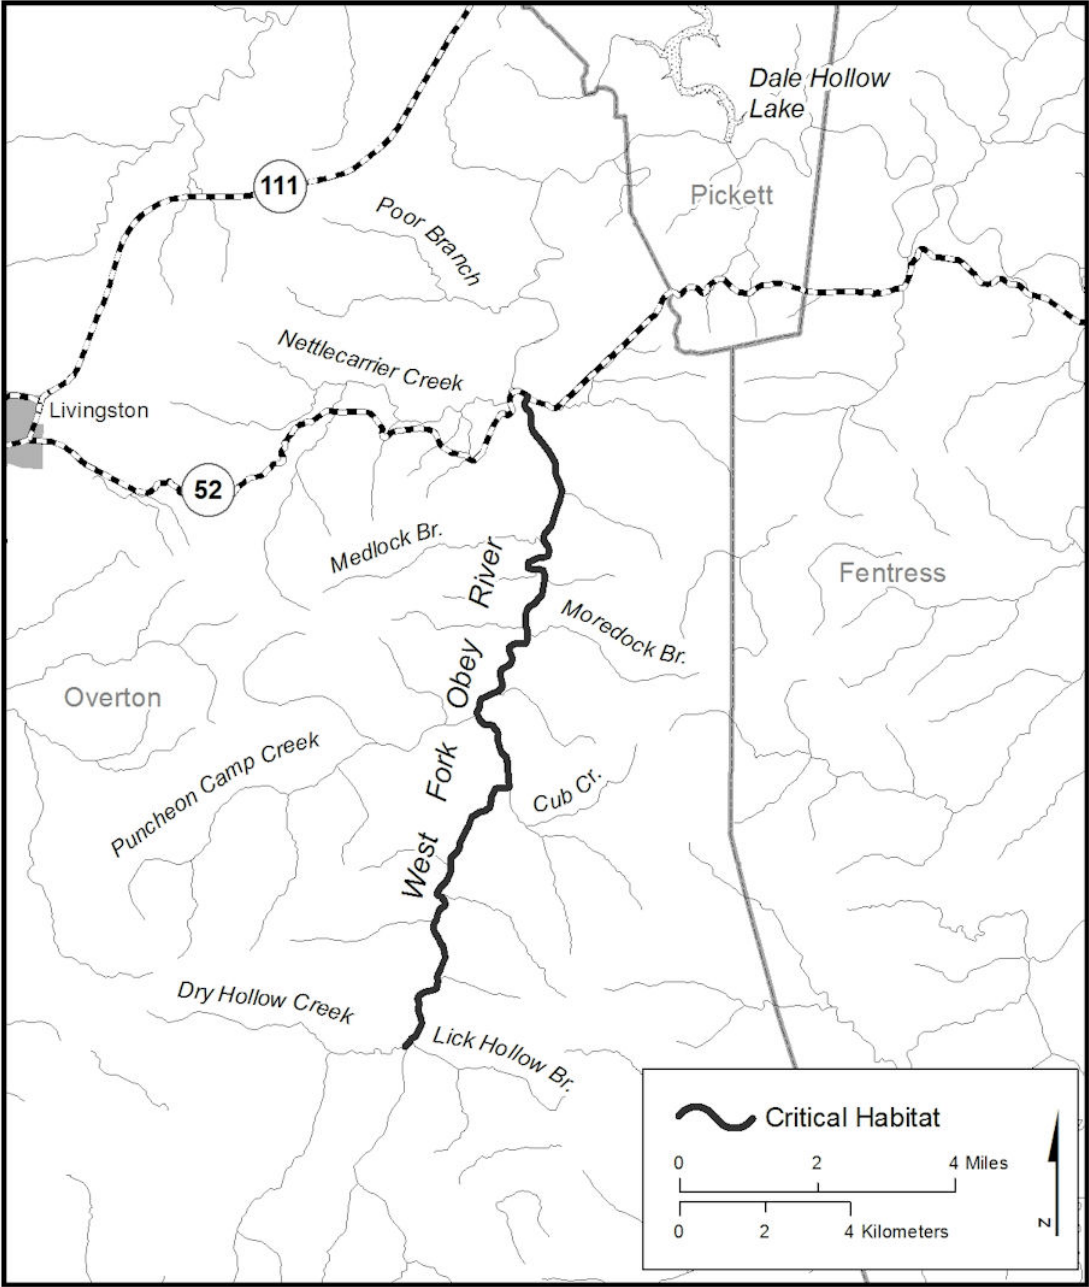 Dale Hollow
Lake
111
Pickett
Poor Branch
Nettlecarrier Creek
Livingston
52
Medlock Br.
River
Fentress
Moredock Br.
Obey
Overton
Fork
Puncheon Camp Creek
Cub Cr.
West
Dry Hollow Creek
Lick Hollow Br.
Critical Habitat
0 2 4 Miles
0 2 4 Kilometers
N